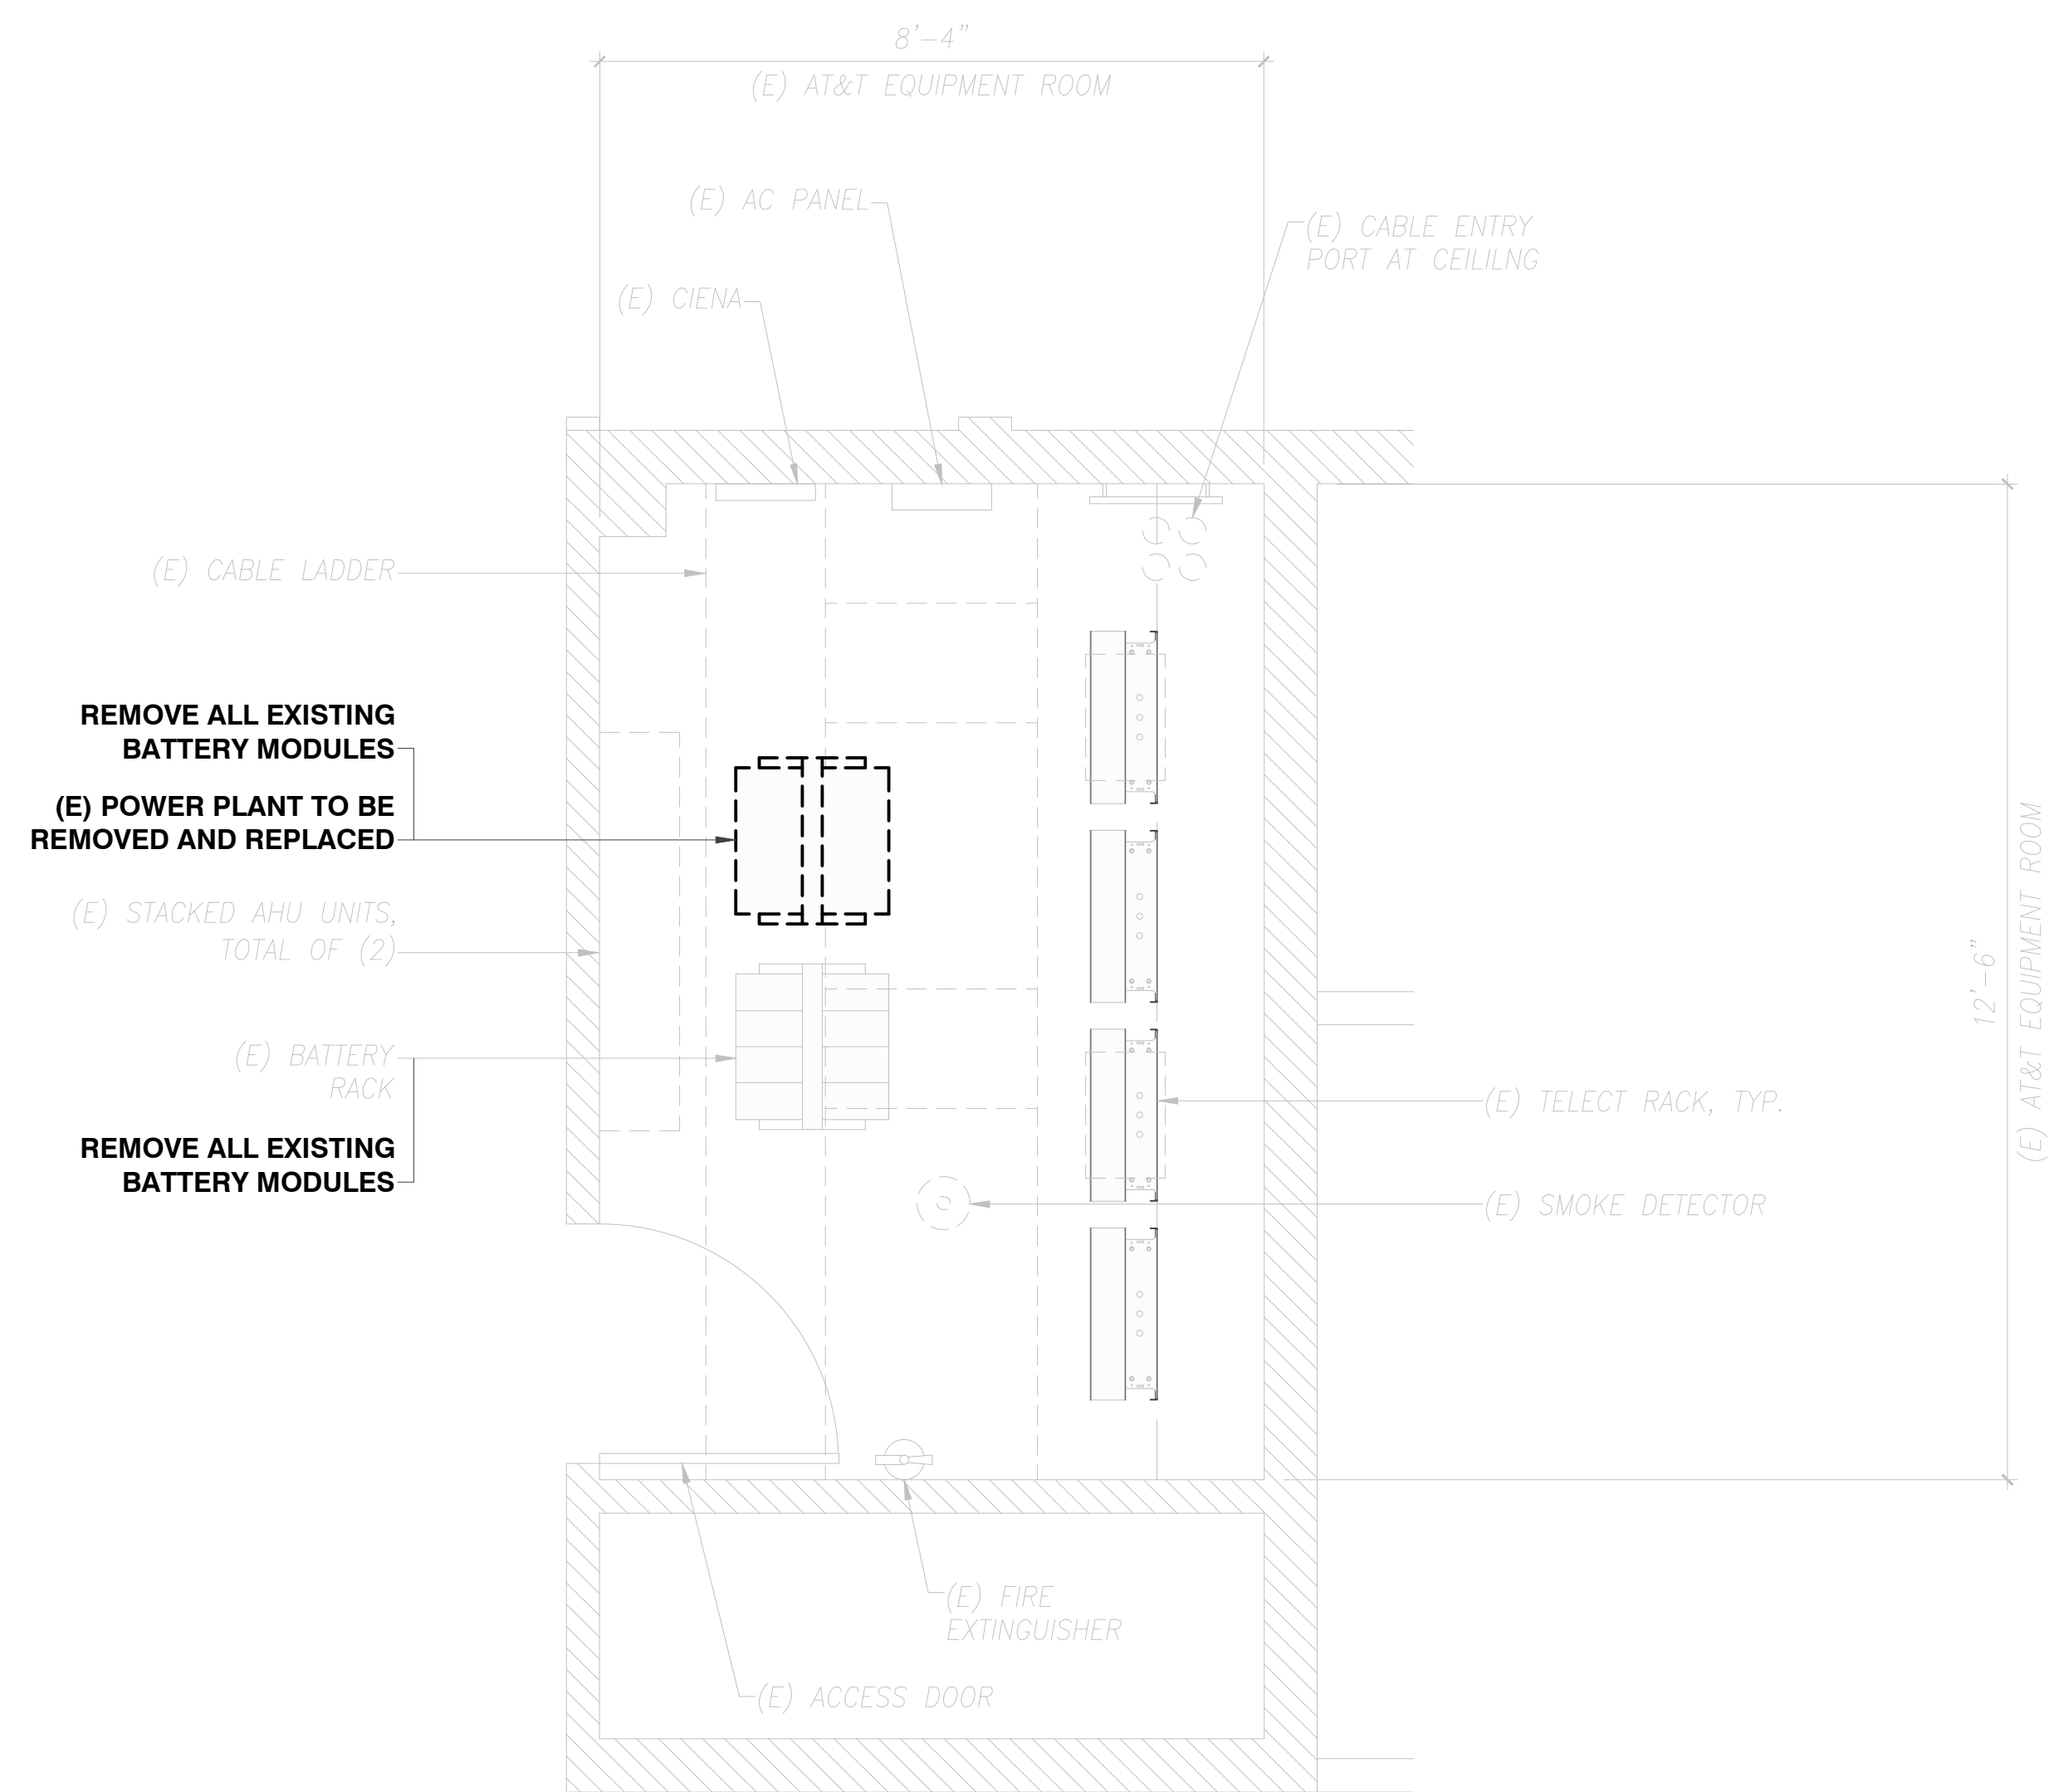 8'-4"
(E) AT&T EQUIPMENT ROOM
(E) AC PANEL
(E) CABLE ENTRY
PORT AT CEILILNG
(E) CIENA
(E) CABLE LADDER
REMOVE ALL EXISTING
BATTERY MODULES
(E) POWER PLANT TO BE
REMOVED AND REPLACED
(E) STACKED AHU UNITS,
TOTAL OF (2)
12'-6"
(E) AT&T EQUIPMENT ROOM
(E) BATTERY
RACK
(E) TELECT RACK, TYP.
REMOVE ALL EXISTING
BATTERY MODULES
(E) SMOKE DETECTOR
(E) FIRE
EXTINGUISHER
(E) ACCESS DOOR